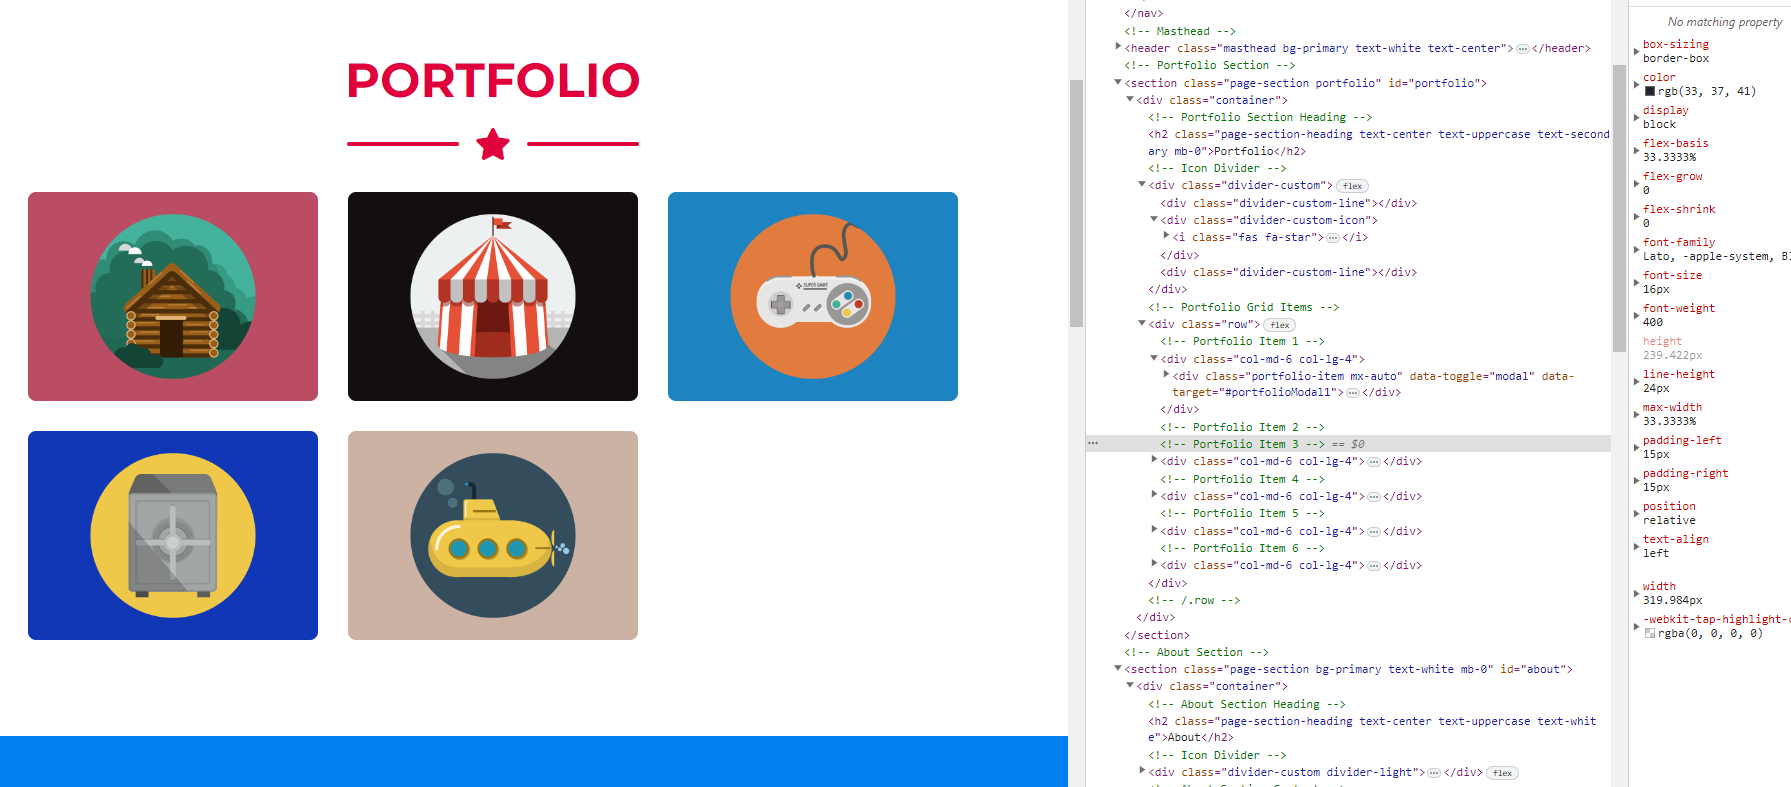 PORTFOLIO
SUPER GAME
</nav>
<!-- Masthead -->
<header class="masthead bg-primary text-white text-center">…</header>
<!-- Portfolio Section -->
<section class="page-section portfolio" id="portfolio">
<div class="container">
<!-- Portfolio Section Heading -->
<h2 class="page-section-heading text-center text-uppercase text-second
ary mb-0">Portfolio</h2>
<!-- Icon Divider -->
<div class="divider-custom"> flex
<div class="divider-custom-line"></div>
<div class="divider-custom-icon">
<i class="fas fa-star">…</i>
</div>
<div class="divider-custom-line"></div>
</div>
<!-- Portfolio Grid Items -->
<div class="row"> flex
<!-- Portfolio Item 1 -->
<div class="col-md-6 col-lg-4">
<div class="portfolio-item mx-auto" data-toggle="modal" data-
target="#portfolioModal1">…</div>
</div>
<!-- Portfolio Item 2 -->
… <!-- Portfolio Item 3 --> == $0
<div class="col-md-6 col-lg-4">…</div>
<!-- Portfolio Item 4 -->
<div class="col-md-6 col-lg-4">…</div>
<!-- Portfolio Item 5 -->
<div class="col-md-6 col-lg-4">…</div>
<!-- Portfolio Item 6 -->
<div class="col-md-6 col-lg-4">…</div>
</div>
<!-- /.row -->
</div>
</section>
<!-- About Section -->
<section class="page-section bg-primary text-white mb-0" id="about">
<div class="container">
<!-- About Section Heading -->
<h2 class="page-section-heading text-center text-uppercase text-whit
e">About</h2>
<!-- Icon Divider -->
<div class="divider-custom divider-light">…</div> flex
No matching property
box-sizing
border-box
color
rgb(33, 37, 41)
display
block
flex-basis
33.3333%
flex-grow
0
flex-shrink
0
font-family
Lato, -apple-system, Bl
font-size
16px
font-weight
400
height
239.422px
line-height
24px
max-width
33.3333%
padding-left
15px
padding-right
15px
position
relative
text-align
left
width
319.984px
-webkit-tap-highlight-c
rgba(0, 0, 0, 0)